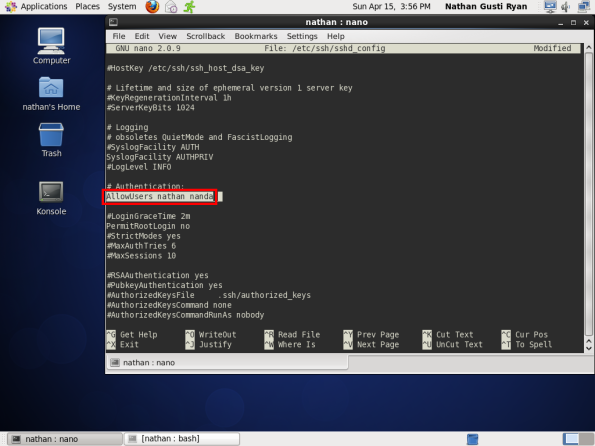 Applications Places System Sun Apr 15, 3:56 PM Nathan Gusti Ryan
nathan : nano
File Edit View Scrollback Bookmarks Settings Help
GNU nano 2.0.9 File: /etc/ssh/sshd_config Modified
#HostKey /etc/ssh/ssh_host_dsa_key
# Lifetime and size of ephemeral version 1 server key
#KeyRegenerationInterval 1h
#ServerKeyBits 1024
# Logging
# obsoletes QuietMode and FascistLogging
#SyslogFacility AUTH
SyslogFacility AUTHPRIV
#LogLevel INFO
# Authentication:
AllowUsers nathan nanda
#LoginGraceTime 2m
PermitRootLogin no
#StrictModes yes
#MaxAuthTries 6
#MaxSessions 10
#RSAAuthentication yes
#PubkeyAuthentication yes
#AuthorizedKeysFile .ssh/authorized_keys
#AuthorizedKeysCommand none
#AuthorizedKeysCommandRunAs nobody
^G Get Help ^O WriteOut ^R Read File ^Y Prev Page ^K Cut Text ^C Cur Pos
^X Exit ^J Justify ^W Where Is ^V Next Page ^U UnCut Text ^T To Spell
nathan : nano
Computer
nathan's Home
Trash
Konsole
nathan : nano [nathan : bash]